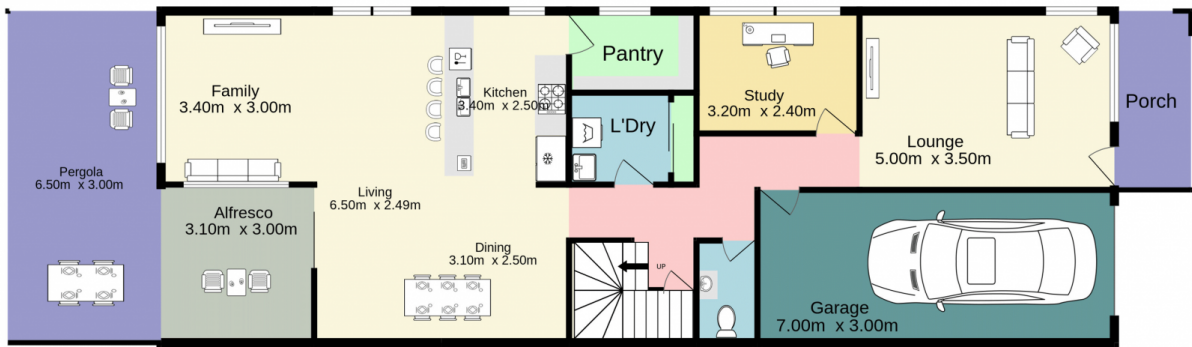 Pantry
Family
3.40m x 3.00m
Kitchen
3.40m x 2.50m
Study
3.20m x 2.40m
Porch
L'Dry
Lounge
5.00m x 3.50m
Pergola
6.50m x 3.00m
Living
6.50m x 2.49m
Alfresco
3.10m x 3.00m
Dining
3.10m x 2.50m
UP
Garage
7.00m x 3.00m